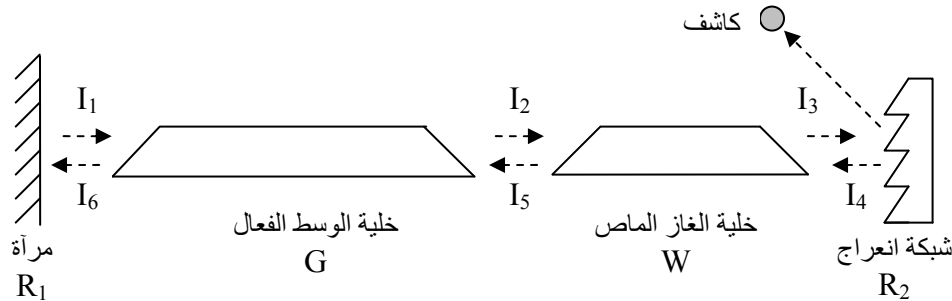 كاشف
I₁
I₂
I₃
I₆
I₅
I₄
مرآة
R₁
خلية الوسط الفعال
G
خلية الغاز الماص
W
شبكة انعراج
R₂